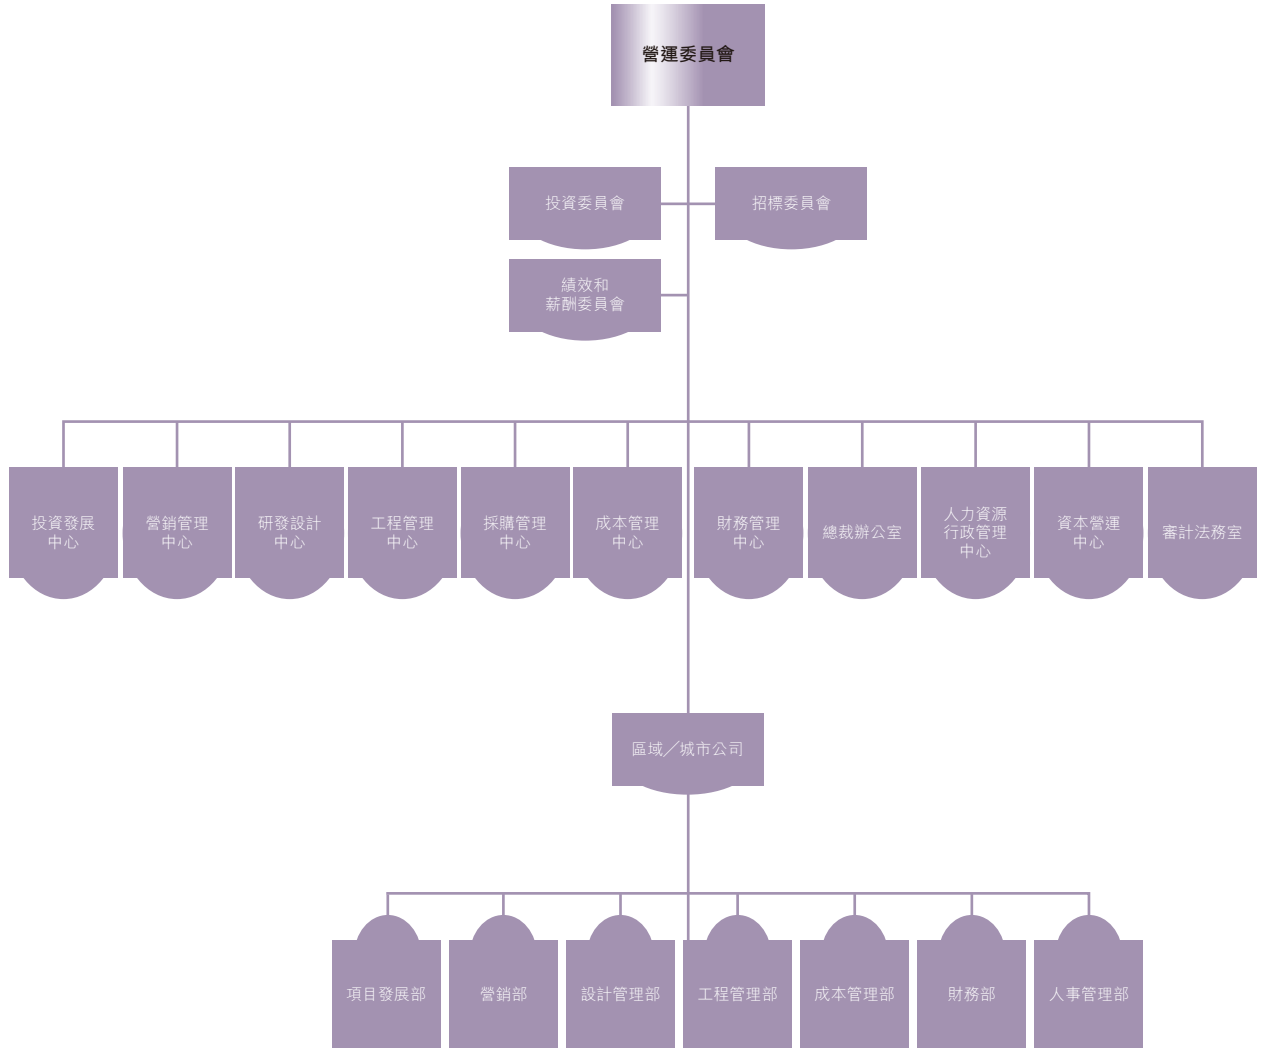 營運委員會
投資委員會
招標委員會
績效和
薪酬委員會
投資發展
中心
營銷管理
中心
研發設計
中心
工程管理
中心
採購管理
中心
成本管理
中心
財務管理
中心
總裁辦公室
人力資源
行政管理
中心
資本營運
中心
審計法務室
區域／城市公司
項目發展部
營銷部
設計管理部
工程管理部
成本管理部
財務部
人事管理部